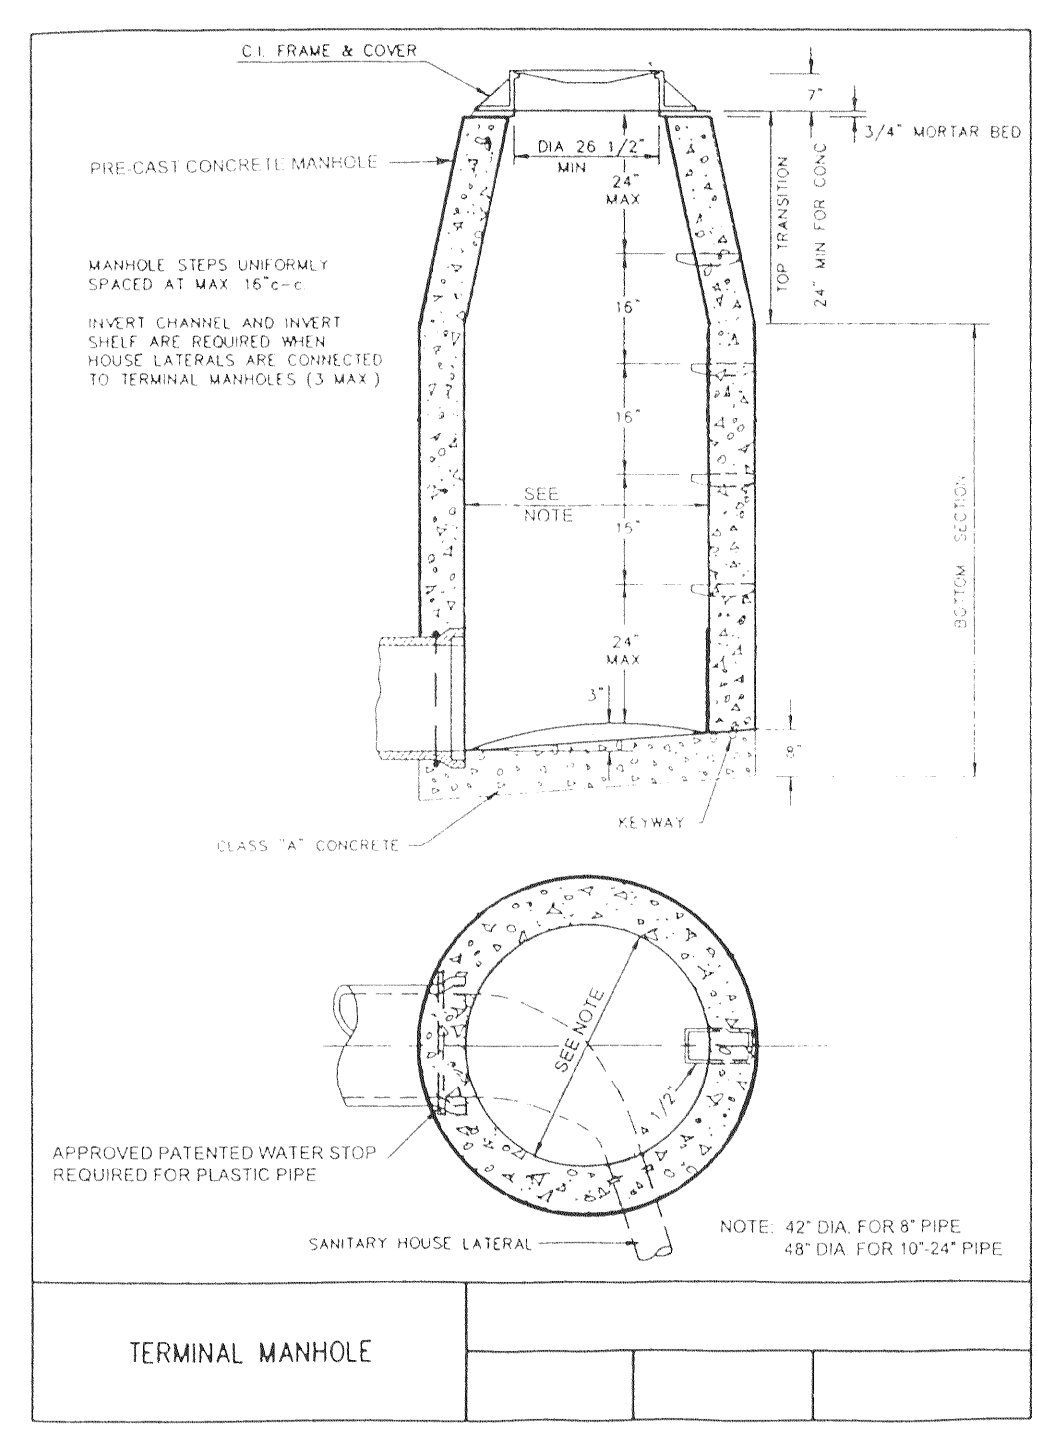 C.I. FRAME & COVER
7"
3/4" MORTAR BED
DIA 26 1/2"
MIN
PRE-CAST CONCRETE MANHOLE
24"
MAX
TOP TRANSITION
24" MIN FOR CONC
MANHOLE STEPS UNIFORMLY
SPACED AT MAX 16"c-c
INVERT CHANNEL AND INVERT
SHELF ARE REQUIRED WHEN
HOUSE LATERALS ARE CONNECTED
TO TERMINAL MANHOLES (3 MAX)
16"
16"
SEE
NOTE
BOTTOM SECTION
24"
MAX
3"
8"
KEYWAY
CLASS "A" CONCRETE
SEE NOTE
4 1/2"
APPROVED PATENTED WATER STOP
REQUIRED FOR PLASTIC PIPE
NOTE: 42" DIA. FOR 8" PIPE
48" DIA FOR 10"-24" PIPE
SANITARY HOUSE LATERAL
TERMINAL MANHOLE